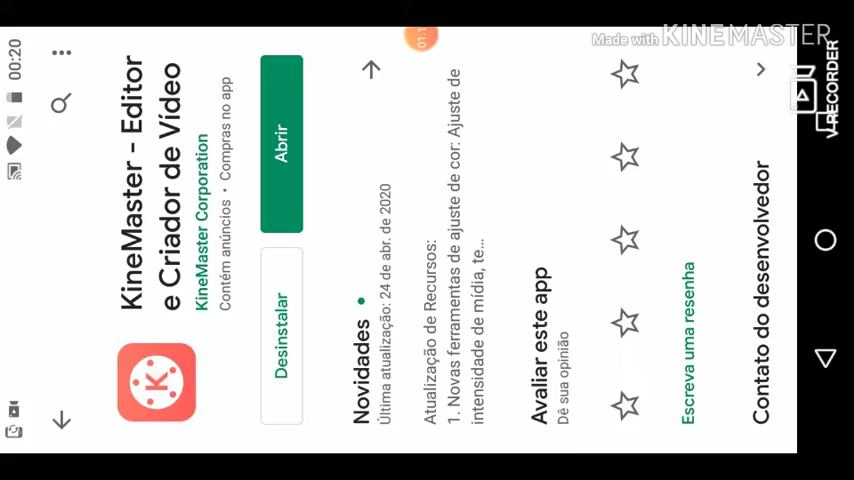 00:20
KineMaster - Editor
e Criador de Vídeo
KineMaster Corporation
Contém anúncios • Compras no app
Desinstalar
Abrir
Novidades
Última atualização: 24 de abr. de 2020
Atualização de Recursos:
1. Novas ferramentas de ajuste de cor: Ajuste de
intensidade de mídia, te...
Avaliar este app
Dê sua opinião
Escreva uma resenha
Contato do desenvolvedor
Made with KINEMASTER
V RECORDER